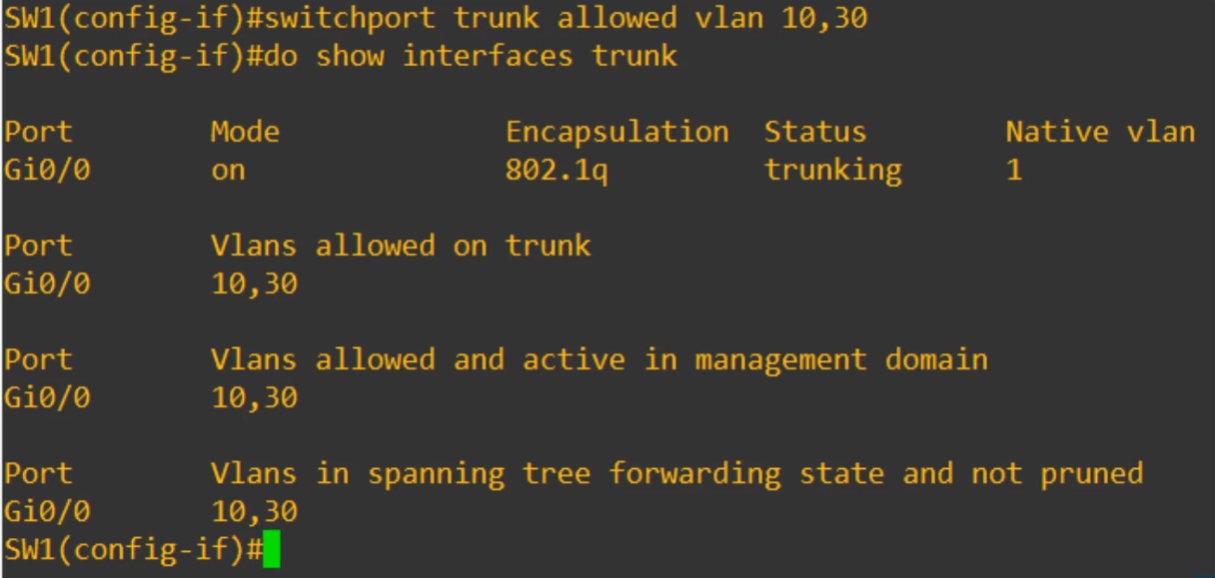 SW1(config-if)#switchport trunk allowed vlan 10,30
SW1(config-if)#do show interfaces trunk
Port        Mode             Encapsulation  Status        Native vlan
Gi0/0       on               802.1q         trunking      1
Port        Vlans allowed on trunk
Gi0/0       10,30
Port        Vlans allowed and active in management domain
Gi0/0       10,30
Port        Vlans in spanning tree forwarding state and not pruned
Gi0/0       10,30
SW1(config-if)#